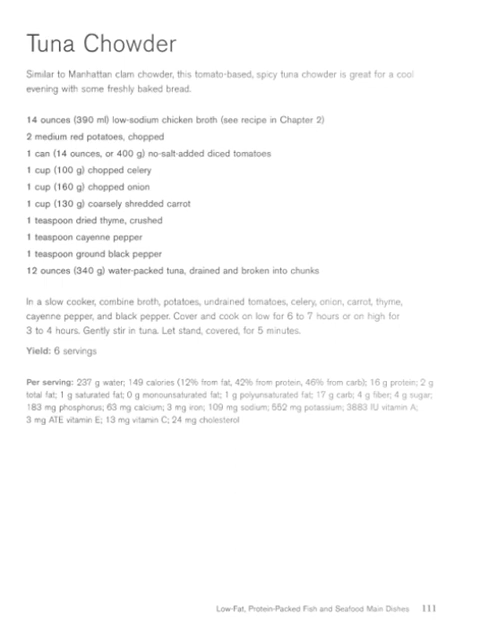 Tuna Chowder
Similar to Manhattan clam chowder, this tomato-based, spicy tuna chowder is great for a cool
evening with some freshly baked bread.
14 ounces (390 ml) low-sodium chicken broth (see recipe in Chapter 2)
2 medium red potatoes, chopped
1 can (14 ounces, or 400 g) no-salt-added diced tomatoes
1 cup (100 g) chopped celery
1 cup (160 g) chopped onion
1 cup (130 g) coarsely shredded carrot
1 teaspoon dried thyme, crushed
1 teaspoon cayenne pepper
1 teaspoon ground black pepper
12 ounces (340 g) water-packed tuna, drained and broken into chunks
In a slow cooker, combine broth, potatoes, undrained tomatoes, celery, onion, carrot, thyme,
cayenne pepper, and black pepper. Cover and cook on low for 6 to 7 hours or on high for
3 to 4 hours. Gently stir in tuna. Let stand, covered, for 5 minutes.
Yield: 6 servings
Per serving: 237 g water; 149 calories (12% from fat, 42% from protein, 46% from carb); 16 g protein; 2 g
total fat; 1 g saturated fat; 0 g monounsaturated fat; 1 g polyunsaturated fat; 17 g carb; 4 g fiber; 4 g sugar;
183 mg phosphorus; 63 mg calcium; 3 mg iron; 109 mg sodium; 552 mg potassium; 3883 IU vitamin A;
3 mg ATE vitamin E; 13 mg vitamin C; 24 mg cholesterol
Low-Fat, Protein-Packed Fish and Seafood Main Dishes 111